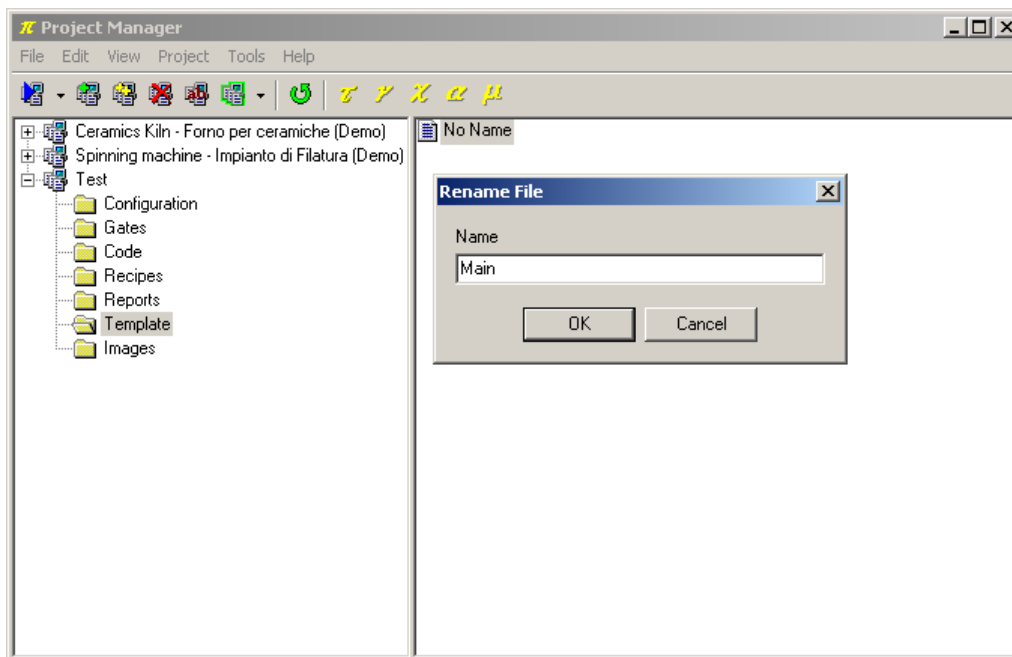 π Project Manager
File Edit View Project Tools Help
τ γ χ α μ
Ceramics Kiln - Forno per ceramiche (Demo)
Spinning machine - Impianto di Filatura (Demo)
Test
Configuration
Gates
Code
Recipes
Reports
Template
Images
No Name
Rename File
Name
Main
OK Cancel